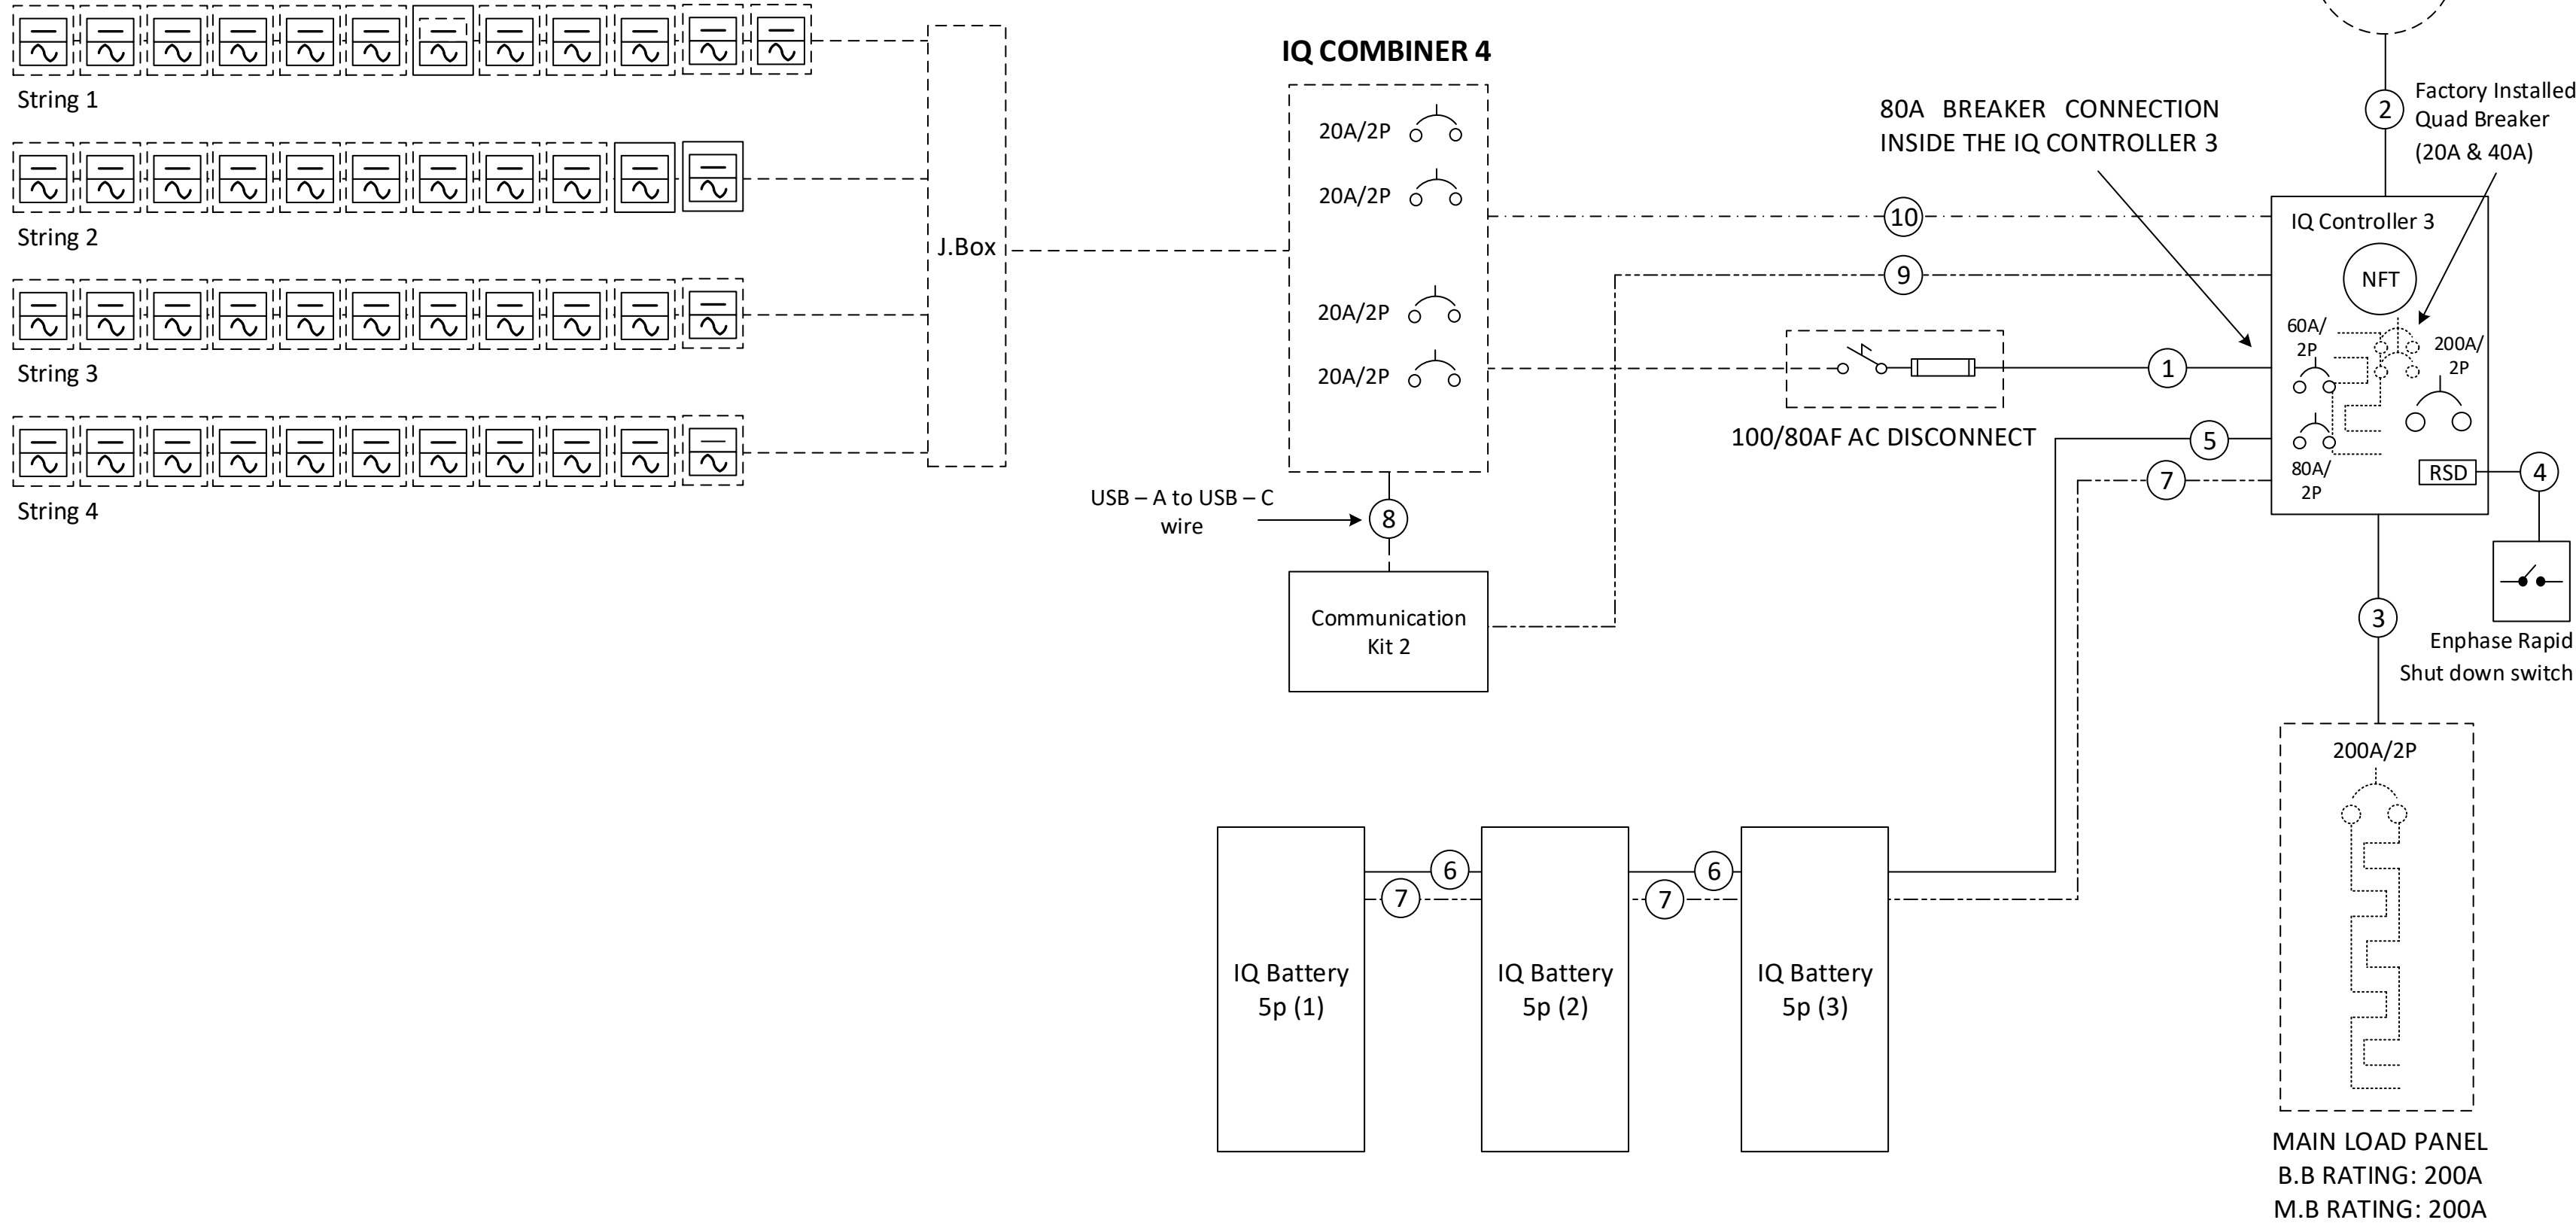 String 1
String 2
String 3
String 4
J.Box
IQ COMBINER 4
20A/2P
20A/2P
20A/2P
20A/2P
USB – A to USB – C
wire
8
Communication
Kit 2
10
9
80A BREAKER CONNECTION
INSIDE THE IQ CONTROLLER 3
100/80AF AC DISCONNECT
1
5
7
2
Factory Installed
Quad Breaker
(20A & 40A)
IQ Controller 3
NFT
60A/
2P
200A/
2P
80A/
2P
RSD
4
Enphase Rapid
Shut down switch
3
200A/2P
MAIN LOAD PANEL
B.B RATING: 200A
M.B RATING: 200A
6
7
6
7
IQ Battery
5p (1)
IQ Battery
5p (2)
IQ Battery
5p (3)